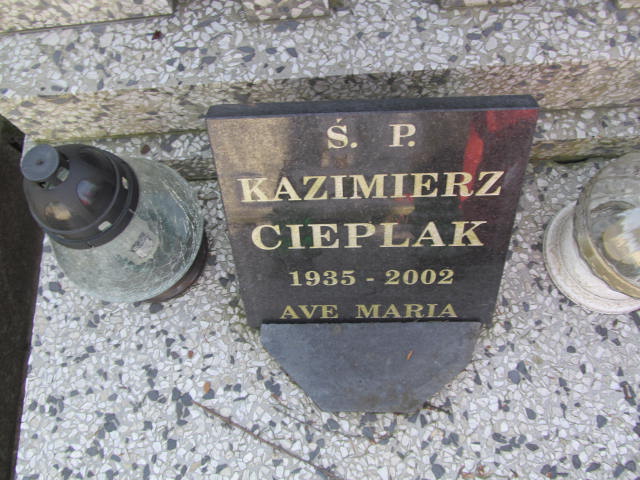 Ś. P.
KAZIMIERZ
CIEPLAK
1935 - 2002
AVE MARIA